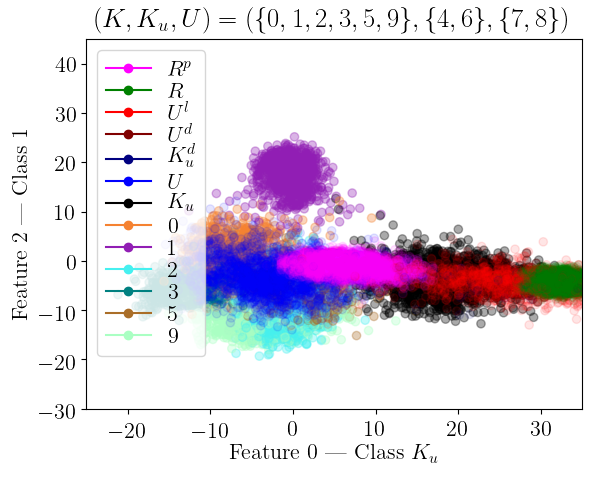 (K, K_u, U) = ({0, 1, 2, 3, 5, 9}, {4, 6}, {7, 8})
R^p
R
U^l
U^d
K_u^d
U
K_u
0
1
2
3
5
9
40
30
20
10
0
−10
−20
−30
Feature 2 — Class 1
−20 −10 0 10 20 30
Feature 0 — Class K_u